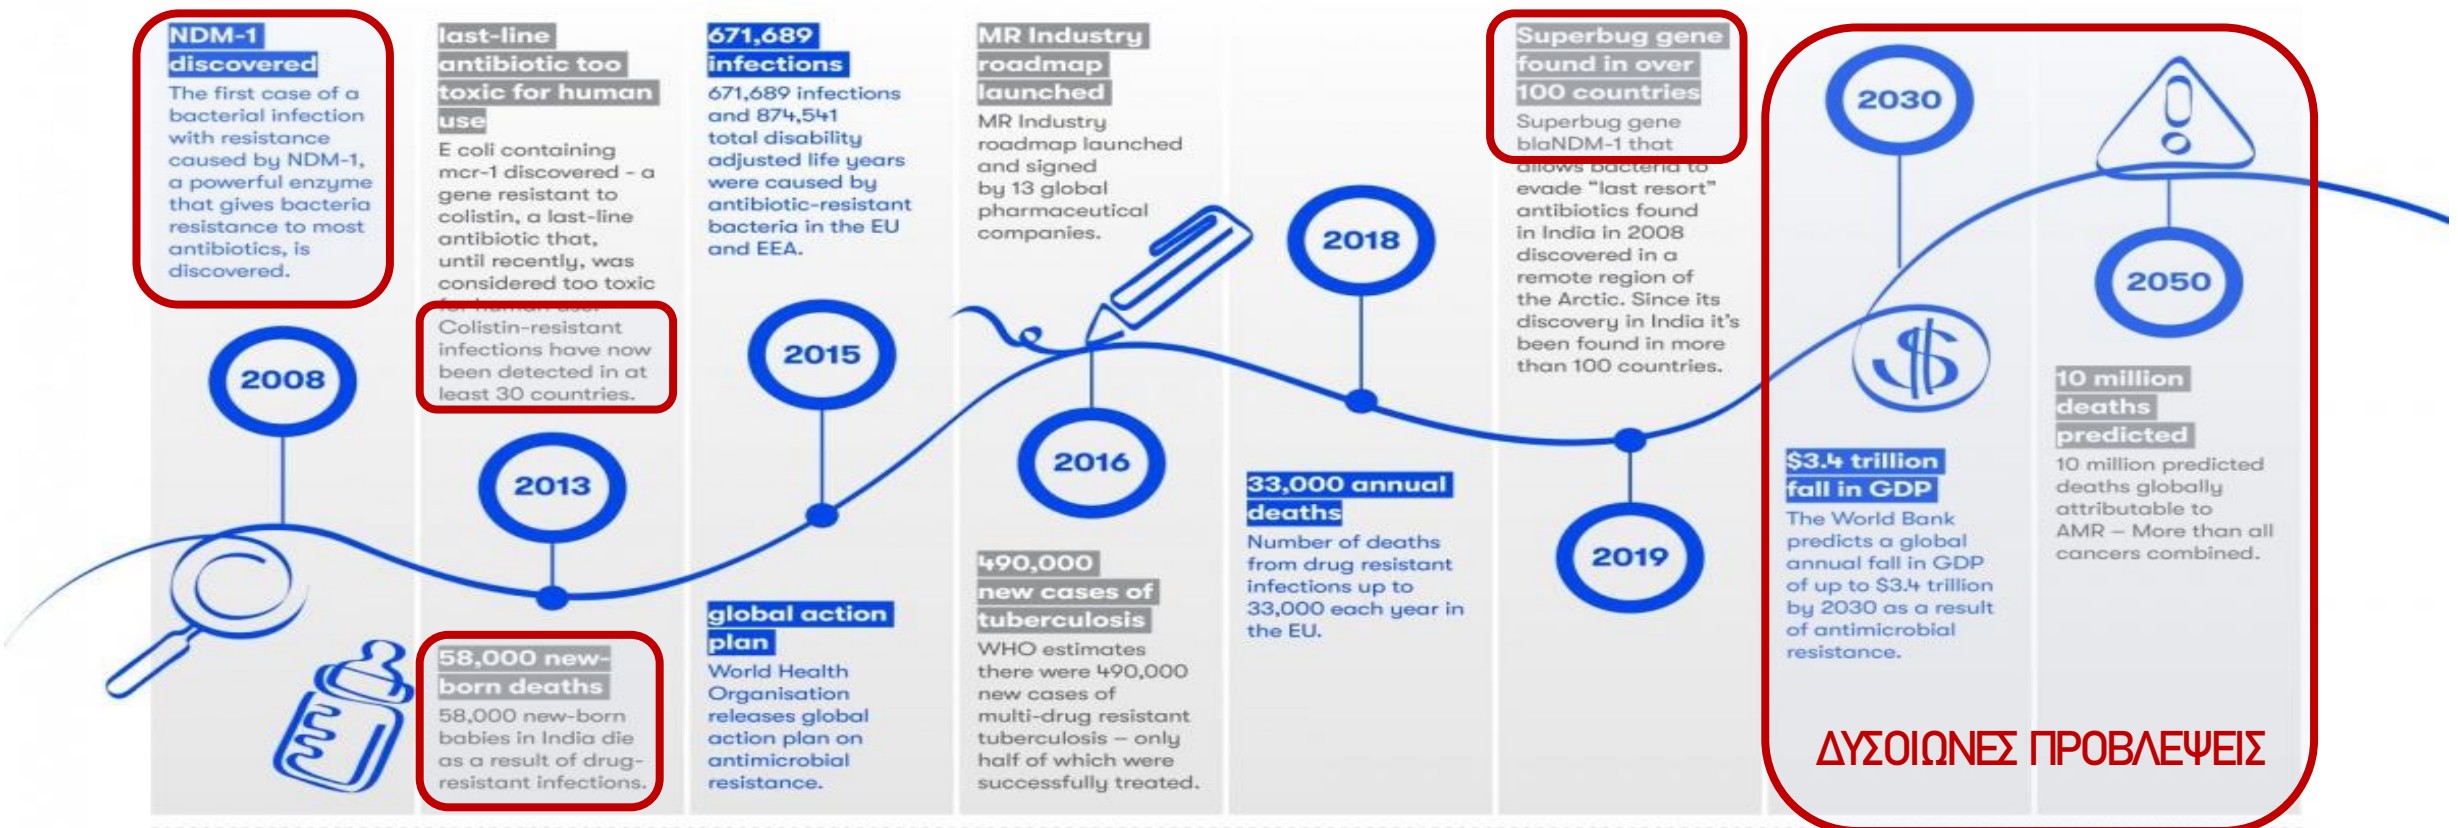 NDM-1
discovered
The first case of a
bacterial infection
with resistance
caused by NDM-1,
a powerful enzyme
that gives bacteria
resistance to most
antibiotics, is
discovered.
2008
last-line
antibiotic too
toxic for human
use
E coli containing
mcr-1 discovered - a
gene resistant to
colistin, a last-line
antibiotic that,
until recently, was
considered too toxic
for human use.
Colistin-resistant
infections have now
been detected in at
least 30 countries.
2013
58,000 new-
born deaths
58,000 new-born
babies in India die
as a result of drug-
resistant infections.
671,689
infections
671,689 infections
and 874,541
total disability
adjusted life years
were caused by
antibiotic-resistant
bacteria in the EU
and EEA.
2015
global action
plan
World Health
Organisation
releases global
action plan on
antimicrobial
resistance.
MR Industry
roadmap
launched
MR Industry
roadmap launched
and signed
by 13 global
pharmaceutical
companies.
2016
490,000
new cases of
tuberculosis
WHO estimates
there were 490,000
new cases of
multi-drug resistant
tuberculosis – only
half of which were
successfully treated.
2018
33,000 annual
deaths
Number of deaths
from drug resistant
infections up to
33,000 each year in
the EU.
Superbug gene
found in over
100 countries
Superbug gene
blaNDM-1 that
allows bacteria to
evade “last resort”
antibiotics found
in India in 2008
discovered in a
remote region of
the Arctic. Since its
discovery in India it’s
been found in more
than 100 countries.
2019
2030
$
$3.4 trillion
fall in GDP
The World Bank
predicts a global
annual fall in GDP
of up to $3.4 trillion
by 2030 as a result
of antimicrobial
resistance.
2050
10 million
deaths
predicted
10 million predicted
deaths globally
attributable to
AMR – More than all
cancers combined.
ΔΥΣΟΙΩΝΕΣ ΠΡΟΒΛΕΨΕΙΣ